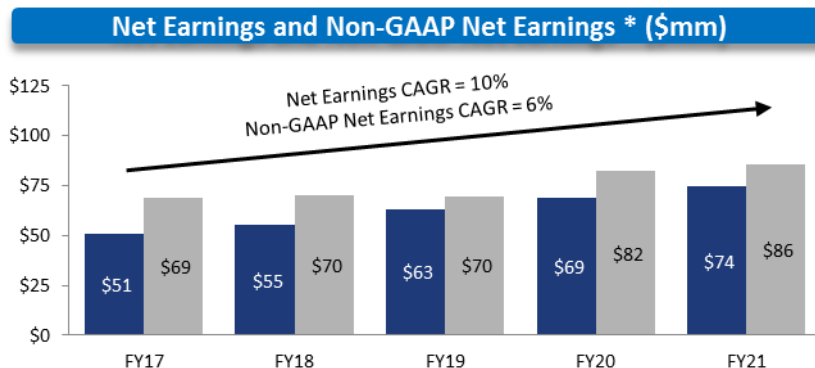 Net Earnings and Non-GAAP Net Earnings * ($mm)
$125
$100
$75
$50
$25
$0
Net Earnings CAGR = 10%
Non-GAAP Net Earnings CAGR = 6%
$51
$69
$55
$70
$63
$70
$69
$82
$74
$86
FY17
FY18
FY19
FY20
FY21